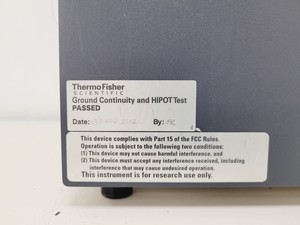 ThermoFisher
SCIENTIFIC
Ground Continuity and HIPOT Test
PASSED
Date: By:
This device complies with Part 15 of the FCC Rules.
Operation is subject to the following two conditions:
(1) This device may not cause harmful interference, and
(2) This device must accept any interference received, including
interference that may cause undesired operation.
This instrument is for research use only.